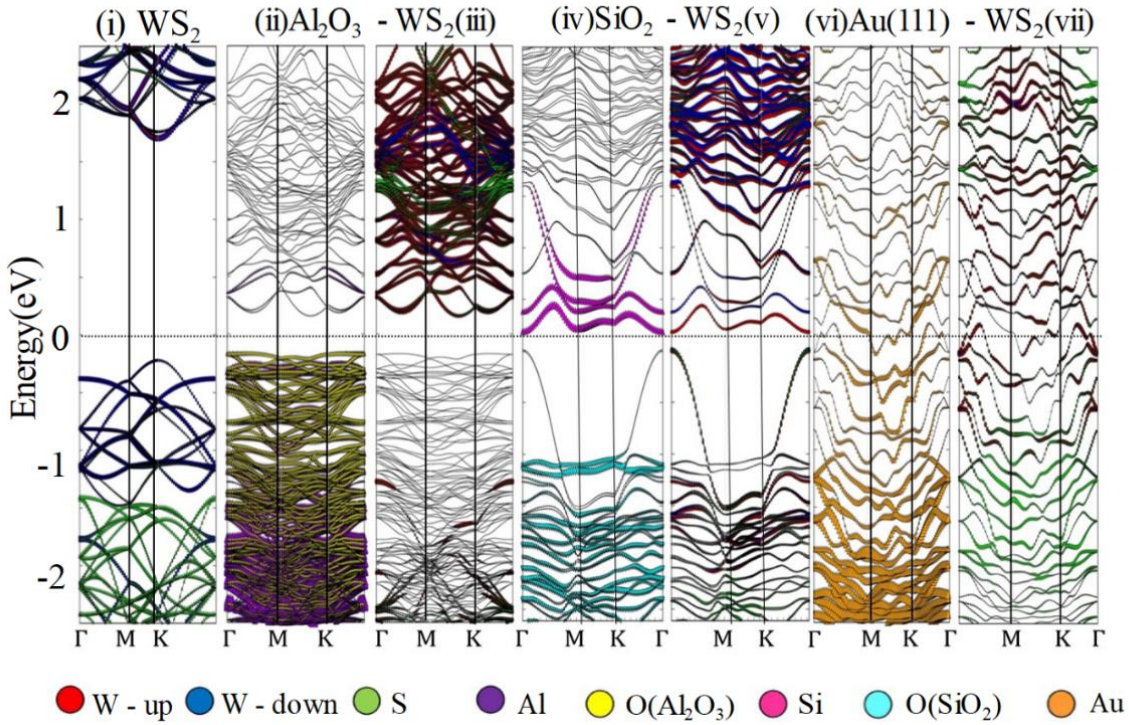 (i) WS₂ (ii)Al₂O₃ - WS₂(iii) (iv)SiO₂ - WS₂(v) (vi)Au(111) - WS₂(vii)
Energy(eV)
2
1
0
-1
-2
Γ M K Γ M K Γ M K Γ M K Γ M K Γ M K Γ M K Γ
W - up W - down S Al O(Al₂O₃) Si O(SiO₂) Au